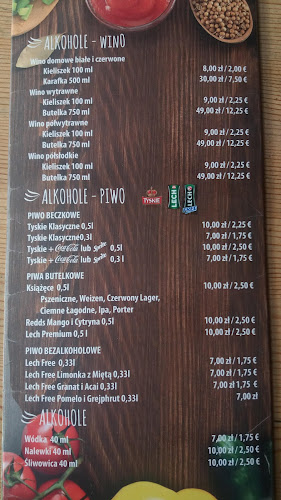 ALKOHOLE - WINO
Wino domowe białe i czerwone
Kieliszek 100 ml 8,00 zł/ 2,00 €
Karafka 500 ml 30,00 zł/ 7,50 €
Wino wytrawne
Kieliszek 100 ml 9,00 zł/ 2,25 €
Butelka 750 ml 49,00 zł/ 12,25 €
Wino półwytrawne
Kieliszek 100 ml 9,00 zł/ 2,25 €
Butelka 750 ml 49,00 zł/ 12,25 €
Wino półsłodkie
Kieliszek 100 ml 9,00 zł/ 2,25 €
Butelka 750 ml 49,00 zł/ 12,25 €
ALKOHOLE - PIWO TYSKIE LECH LECH
PIWO BECZKOWE
Tyskie Klasyczne 0,5l 10,00 zł/ 2,25 €
Tyskie Klasyczne0,3l 7,00 zł/ 1,75 €
Tyskie + Coca-Cola lub Sprite 0,5l 10,00 zł/ 2,50 €
Tyskie + Coca-Cola lub Sprite 0,3 l 7,00 zł/ 1,75 €
PIWA BUTELKOWE
Książęce 0,5l 10,00 zł/ 2,50 €
Pszeniczne, Weizen, Czerwony Lager,
Ciemne Łagodne, Ipa, Porter
Redds Mango i Cytryna 0,5l 10,00 zł/ 2,50 €
Lech Premium 0,5 l 10,00 zł/ 2,50 €
PIWO BEZALKOHOLOWE
Lech Free 0,33l 7,00 zł/ 1,75 €
Lech Free Limonka z Miętą 0,33l 7,00 zł/ 1,75 €
Lech Free Granat i Acai 0,33l 7,00 zł/ 1,75 €
Lech Free Pomelo i Grejphrut 0,33l 7,00 zł
ALKOHOLE
Wódka 40 ml 7,00 zł/ 1,75 €
Nalewki 40 ml 10,00 zł/ 2,50 €
Śliwowica 40 ml 10,00 zł/ 2,50 €